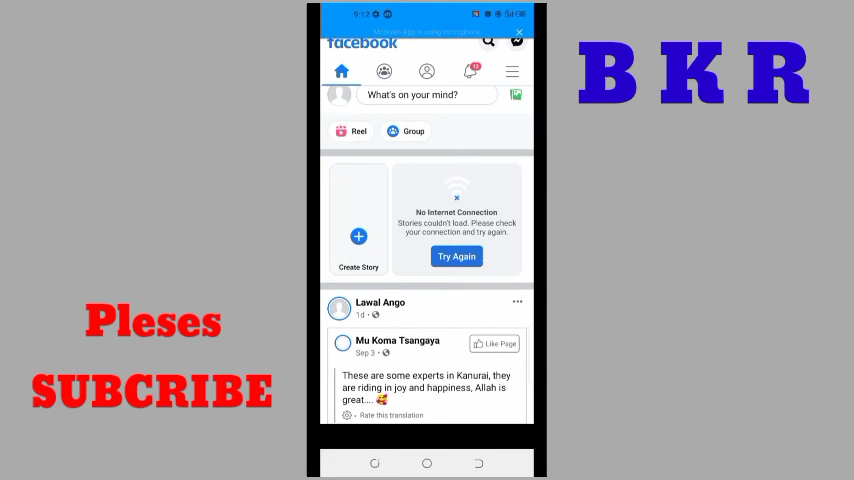 9:12
facebook
10
What's on your mind?
Reel
Group
No Internet Connection
Stories couldn't load. Please check
your connection and try again.
Try Again
Create Story
Lawal Ango
1d
Mu Koma Tsangaya
Sep 3
Like Page
These are some experts in Kanurai, they
are riding in joy and happiness, Allah is
great....
Rate this translation
B K R
Pleses
SUBCRIBE